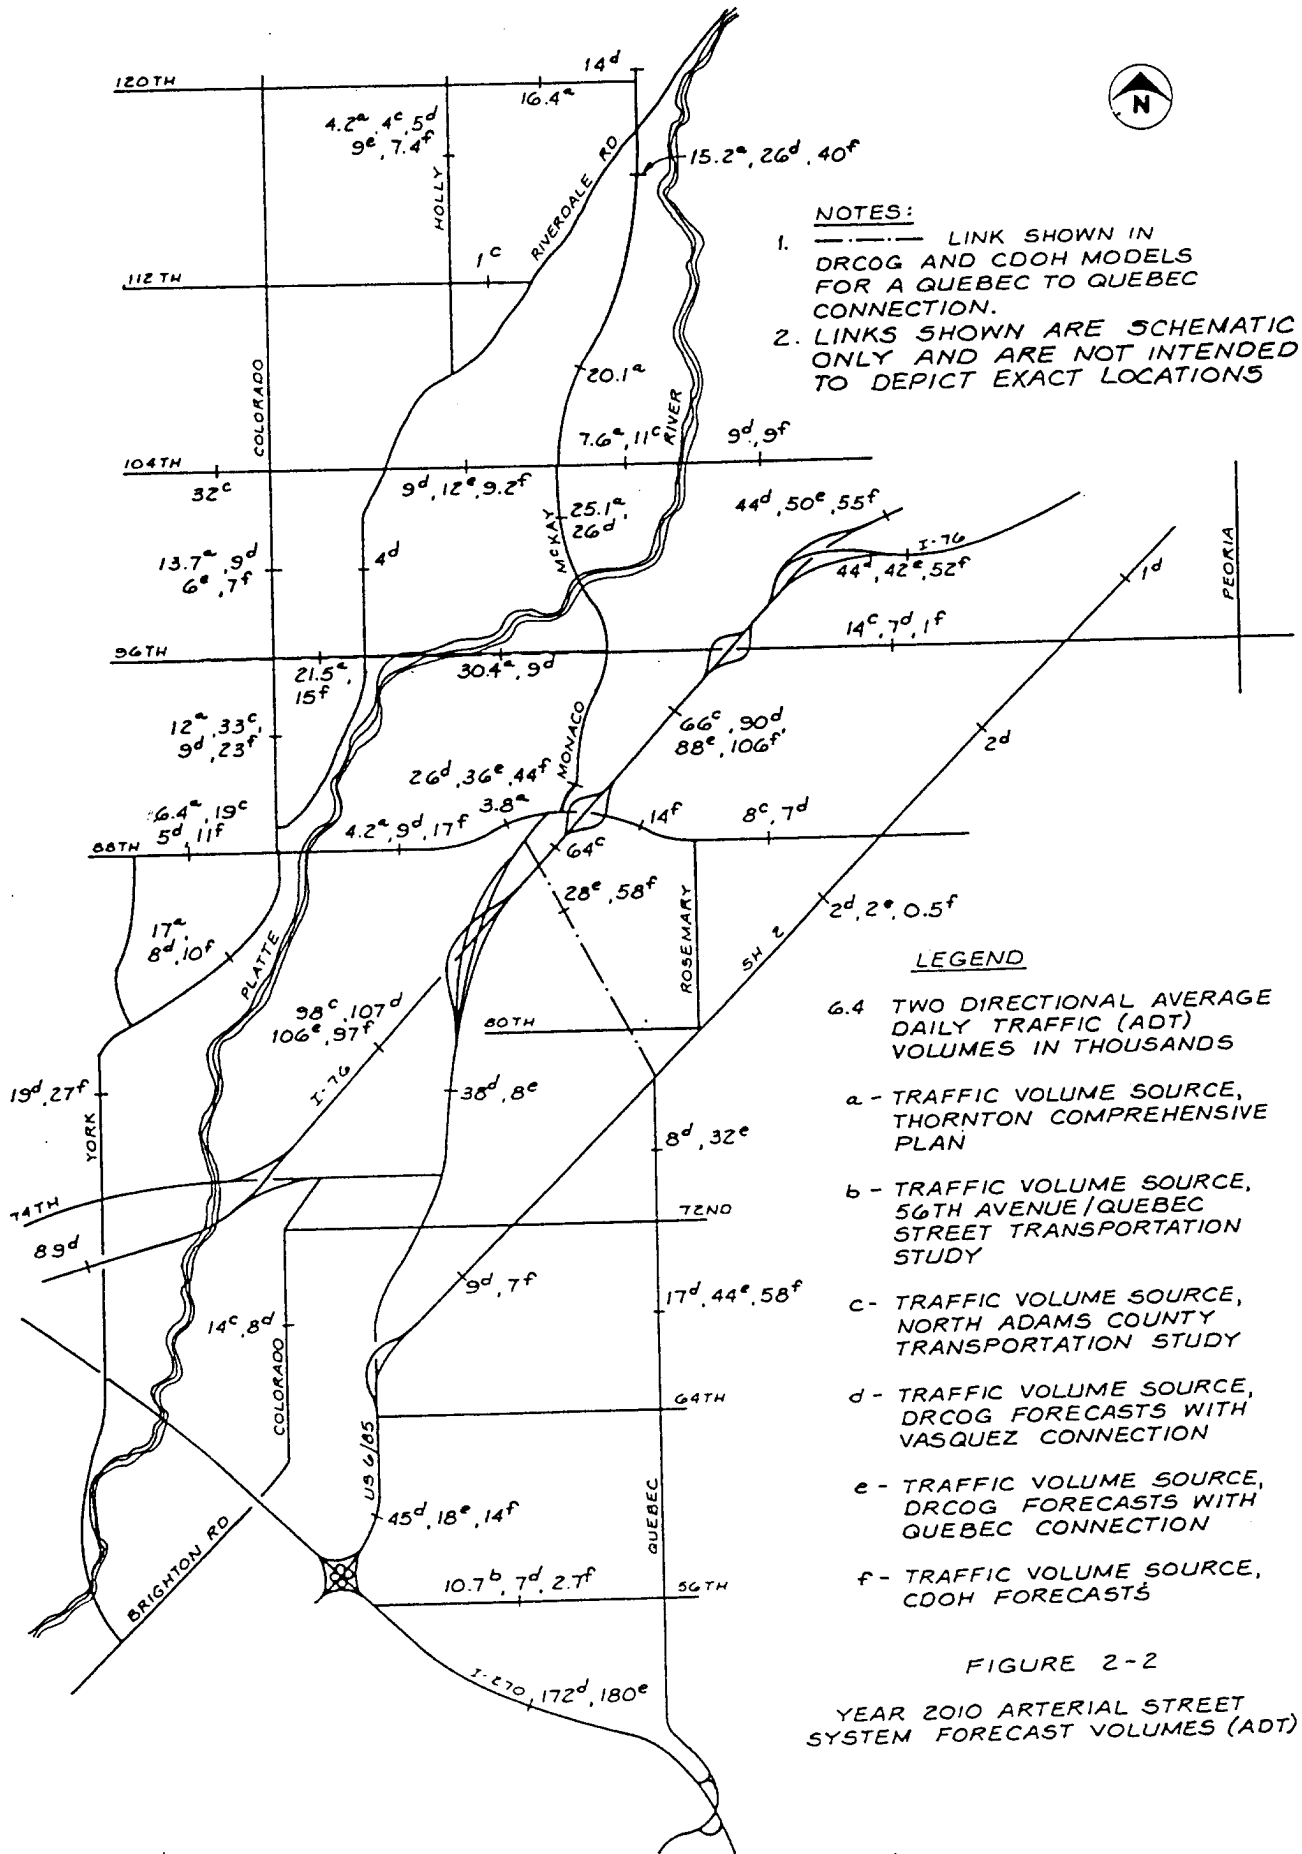 14ᵈ
120TH
16.4ᵃ
4.2ᵃ, 4ᶜ, 5ᵈ
9ᵉ, 7.4ᶠ
N
15.2ᵃ, 26ᵈ, 40ᶠ
HOLLY
RIVERDALE RD
NOTES:
1. —·—·— LINK SHOWN IN
DRCOG AND CDOH MODELS
FOR A QUEBEC TO QUEBEC
CONNECTION.
2. LINKS SHOWN ARE SCHEMATIC
ONLY AND ARE NOT INTENDED
TO DEPICT EXACT LOCATIONS
1ᶜ
112TH
COLORADO
20.1ᵃ
RIVER
7.6ᵃ, 11ᶜ
9ᵈ, 9ᶠ
104TH
32ᶜ
9ᵈ, 12ᵉ, 9.2ᶠ
McKAY
25.1ᵃ,
26ᵈ
44ᵈ, 50ᵉ, 55ᶠ
I-76
44ᵈ, 42ᵉ, 52ᶠ
PEORIA
13.7ᵃ, 9ᵈ
6ᵉ, 7ᶠ
4ᵈ
1ᵈ
14ᶜ, 7ᵈ, 1ᶠ
96TH
21.5ᵃ,
15ᶠ
30.4ᵃ, 9ᵈ
12ᵃ, 33ᶜ,
9ᵈ, 23ᶠ
66ᶜ, 90ᵈ
88ᵉ, 106ᶠ
2ᵈ
MONACO
26ᵈ, 36ᵉ, 44ᶠ
3.8ᵃ
6.4ᵃ, 19ᶜ
5ᵈ, 11ᶠ
4.2ᵃ, 9ᵈ, 17ᶠ
14ᶠ
8ᶜ, 7ᵈ
88TH
64ᶜ
28ᵉ, 58ᶠ
ROSEMARY
2ᵈ, 2ᵉ, 0.5ᶠ
SH 2
17ᵃ,
8ᵈ, 10ᶠ
PLATTE
98ᶜ, 107ᵈ
106ᵉ, 97ᶠ
80TH
I-76
19ᵈ, 27ᶠ
YORK
38ᵈ, 8ᵉ
8ᵈ, 32ᵉ
74TH
72ND
89ᵈ
9ᵈ, 7ᶠ
17ᵈ, 44ᵉ, 58ᶠ
14ᶜ, 8ᵈ
COLORADO
64TH
US 6/85
QUEBEC
45ᵈ, 18ᵉ, 14ᶠ
BRIGHTON RD
10.7ᵇ, 7ᵈ, 2.7ᶠ
56TH
I-270
172ᵈ, 180ᵉ
LEGEND
6.4 TWO DIRECTIONAL AVERAGE
DAILY TRAFFIC (ADT)
VOLUMES IN THOUSANDS
a - TRAFFIC VOLUME SOURCE,
THORNTON COMPREHENSIVE
PLAN
b - TRAFFIC VOLUME SOURCE,
56TH AVENUE/QUEBEC
STREET TRANSPORTATION
STUDY
c - TRAFFIC VOLUME SOURCE,
NORTH ADAMS COUNTY
TRANSPORTATION STUDY
d - TRAFFIC VOLUME SOURCE,
DRCOG FORECASTS WITH
VASQUEZ CONNECTION
e - TRAFFIC VOLUME SOURCE,
DRCOG FORECASTS WITH
QUEBEC CONNECTION
f - TRAFFIC VOLUME SOURCE,
CDOH FORECASTS
FIGURE 2-2
YEAR 2010 ARTERIAL STREET
SYSTEM FORECAST VOLUMES (ADT)